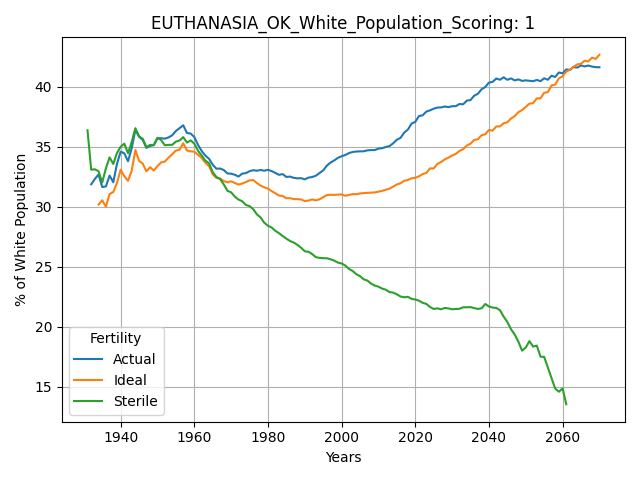 EUTHANASIA_OK_White_Population_Scoring: 1
% of White Population
40
35
30
25
20
15
Fertility
Actual
Ideal
Sterile
1940 1960 1980 2000 2020 2040 2060
Years